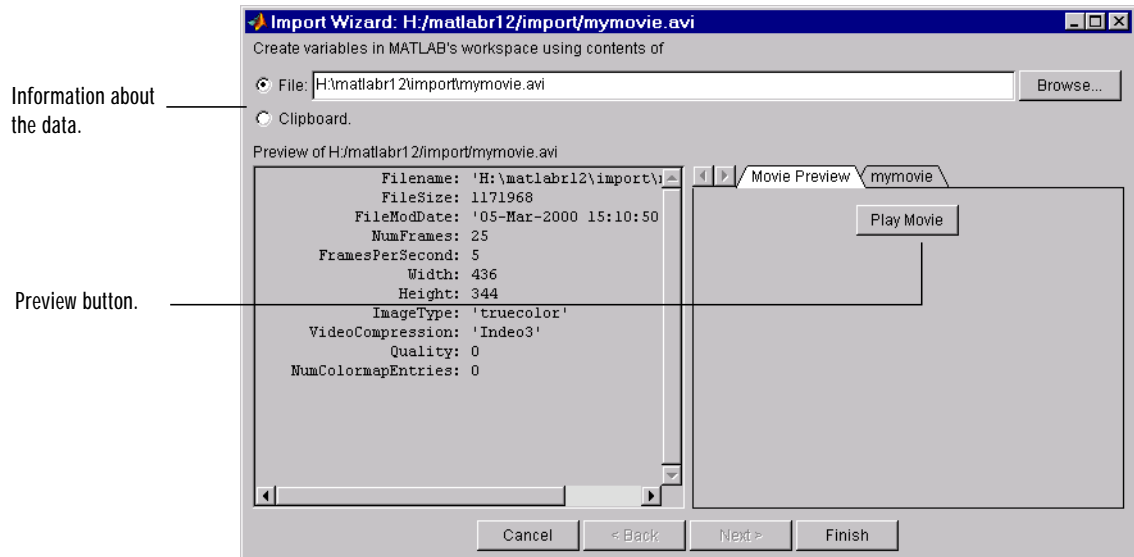 Import Wizard: H:/matlabr12/import/mymovie.avi
Create variables in MATLAB's workspace using contents of
Information about
the data.
File: H:\matlabr12\import\mymovie.avi Browse...
Clipboard.
Preview of H:/matlabr12/import/mymovie.avi
Filename: 'H:\matlabr12\import\
FileSize: 1171968
FileModDate: '05-Mar-2000 15:10:50
NumFrames: 25
FramesPerSecond: 5
Width: 436
Height: 344
ImageType: 'truecolor'
VideoCompression: 'Indeo3'
Quality: 0
NumColormapEntries: 0
Movie Preview mymovie
Play Movie
Preview button.
Cancel < Back Next > Finish